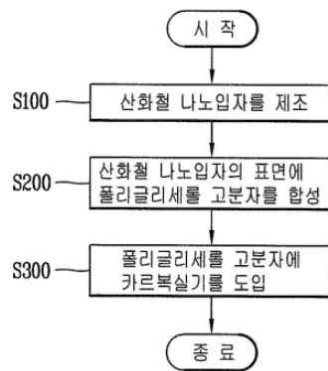 시 작
S100
산화철 나노입자를 제조
S200
산화철 나노입자의 표면에
폴리글리세롤 고분자를 합성
S300
폴리글리세롤 고분자에
카르복실기를 도입
종 료